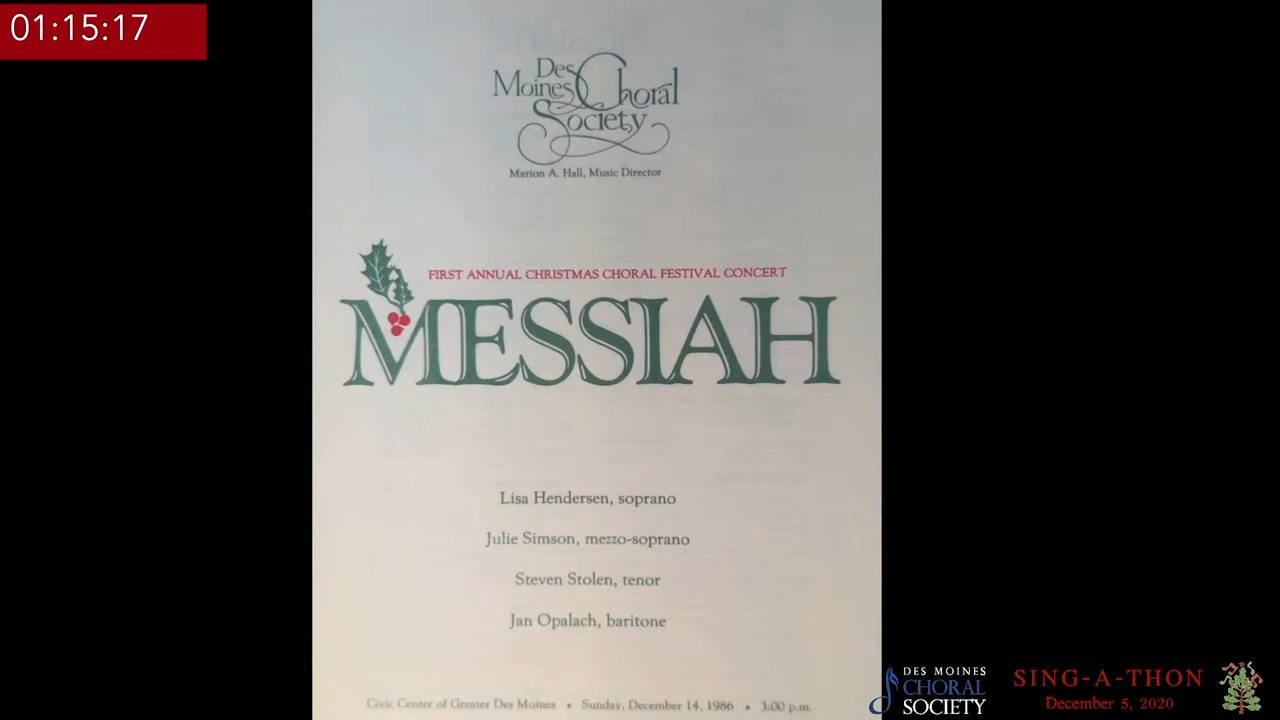 01:15:17
Des
Moines Choral
Society
Marion A. Hall, Music Director
FIRST ANNUAL CHRISTMAS CHORAL FESTIVAL CONCERT
MESSIAH
Lisa Hendersen, soprano
Julie Simson, mezzo-soprano
Steven Stolen, tenor
Jan Opalach, baritone
Civic Center of Greater Des Moines • Sunday, December 14, 1986 • 3:00 p.m.
DES MOINES
CHORAL
SOCIETY
SING-A-THON
December 5, 2020